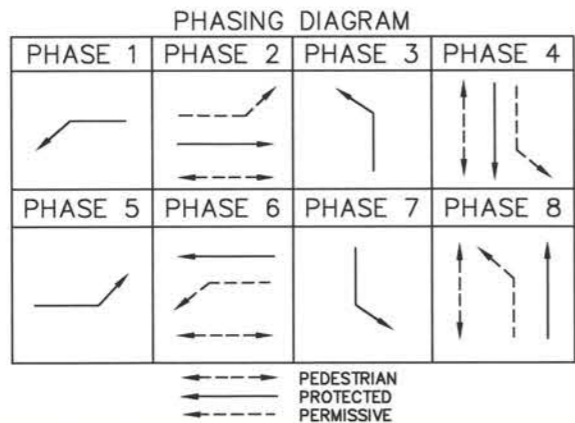 PHASING DIAGRAM
PHASE 1 PHASE 2 PHASE 3 PHASE 4
PHASE 5 PHASE 6 PHASE 7 PHASE 8
PEDESTRIAN
PROTECTED
PERMISSIVE